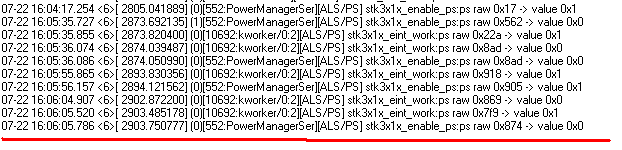 07-22 16:04:17.254 <6>[ 2805.041889] (0)[552:PowerManagerSer][ALS/PS] stk3x1x_enable_ps:ps raw 0x17 -> value 0x1
07-22 16:05:35.727 <6>[ 2873.692135] (1)[552:PowerManagerSer][ALS/PS] stk3x1x_enable_ps:ps raw 0x562 -> value 0x0
07-22 16:05:35.855 <6>[ 2873.820400] (0)[10692:kworker/0:2][ALS/PS] stk3x1x_eint_work:ps raw 0x22a -> value 0x1
07-22 16:05:36.074 <6>[ 2874.039487] (0)[10692:kworker/0:2][ALS/PS] stk3x1x_eint_work:ps raw 0x8ad -> value 0x0
07-22 16:05:36.086 <6>[ 2874.050990] (0)[552:PowerManagerSer][ALS/PS] stk3x1x_enable_ps:ps raw 0x8ad -> value 0x0
07-22 16:05:55.865 <6>[ 2893.830356] (0)[10692:kworker/0:2][ALS/PS] stk3x1x_eint_work:ps raw 0x918 -> value 0x1
07-22 16:05:56.157 <6>[ 2894.121562] (0)[552:PowerManagerSer][ALS/PS] stk3x1x_enable_ps:ps raw 0x905 -> value 0x1
07-22 16:06:04.907 <6>[ 2902.872200] (0)[10692:kworker/0:2][ALS/PS] stk3x1x_eint_work:ps raw 0x869 -> value 0x0
07-22 16:06:05.520 <6>[ 2903.485178] (0)[10692:kworker/0:2][ALS/PS] stk3x1x_eint_work:ps raw 0x7f9 -> value 0x1
07-22 16:06:05.786 <6>[ 2903.750777] (0)[552:PowerManagerSer][ALS/PS] stk3x1x_enable_ps:ps raw 0x874 -> value 0x0